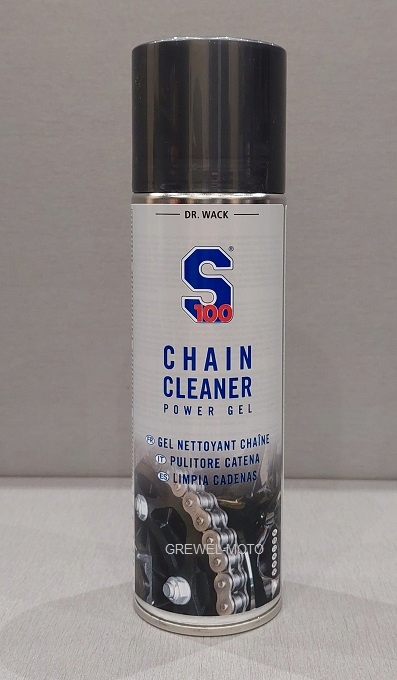 DR. WACK
S®
100
CHAIN
CLEANER
POWER GEL
FR GEL NETTOYANT CHAÎNE
IT PULITORE CATENA
ES LIMPIA CADENAS
GREWEL-MOTO